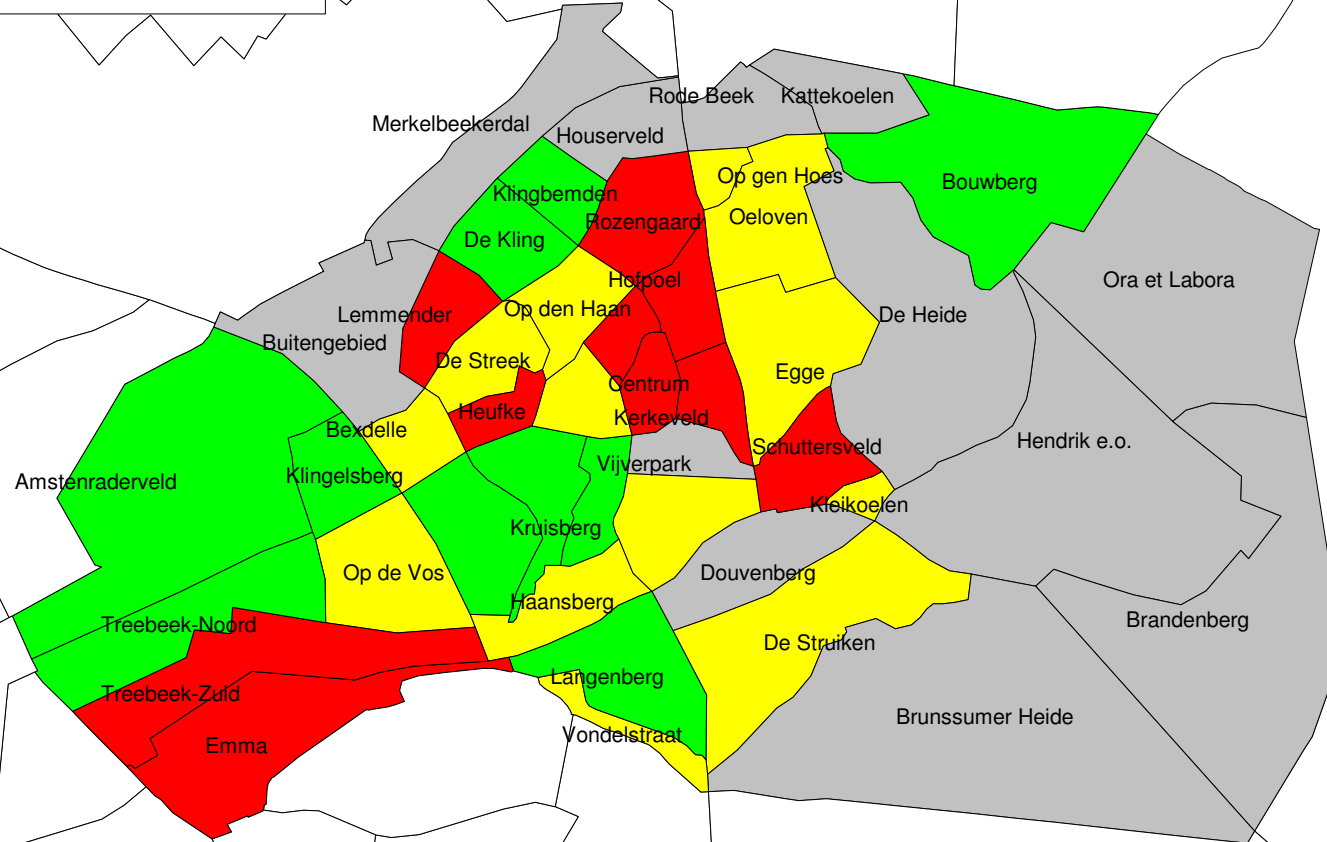 Rode Beek
Kattekoelen
Merkelbeekerdal
Houserveld
Op gen Hoes
Bouwberg
Klingbemden
Rozengaard
Oeloven
De Kling
Hofpoel
Ora et Labora
Op den Haan
Lemmender
De Heide
Buitengebied
De Streek
Egge
Centrum
Heufke
Kerkeveld
Bexdelle
Hendrik e.o.
Schuttersveld
Vijverpark
Klingelsberg
Amstenraderveld
Kleikoelen
Kruisberg
Op de Vos
Douvenberg
Haansberg
Brandenberg
Treebeek-Noord
De Struiken
Langenberg
Treebeek-Zuid
Brunssumer Heide
Vondelstraat
Emma